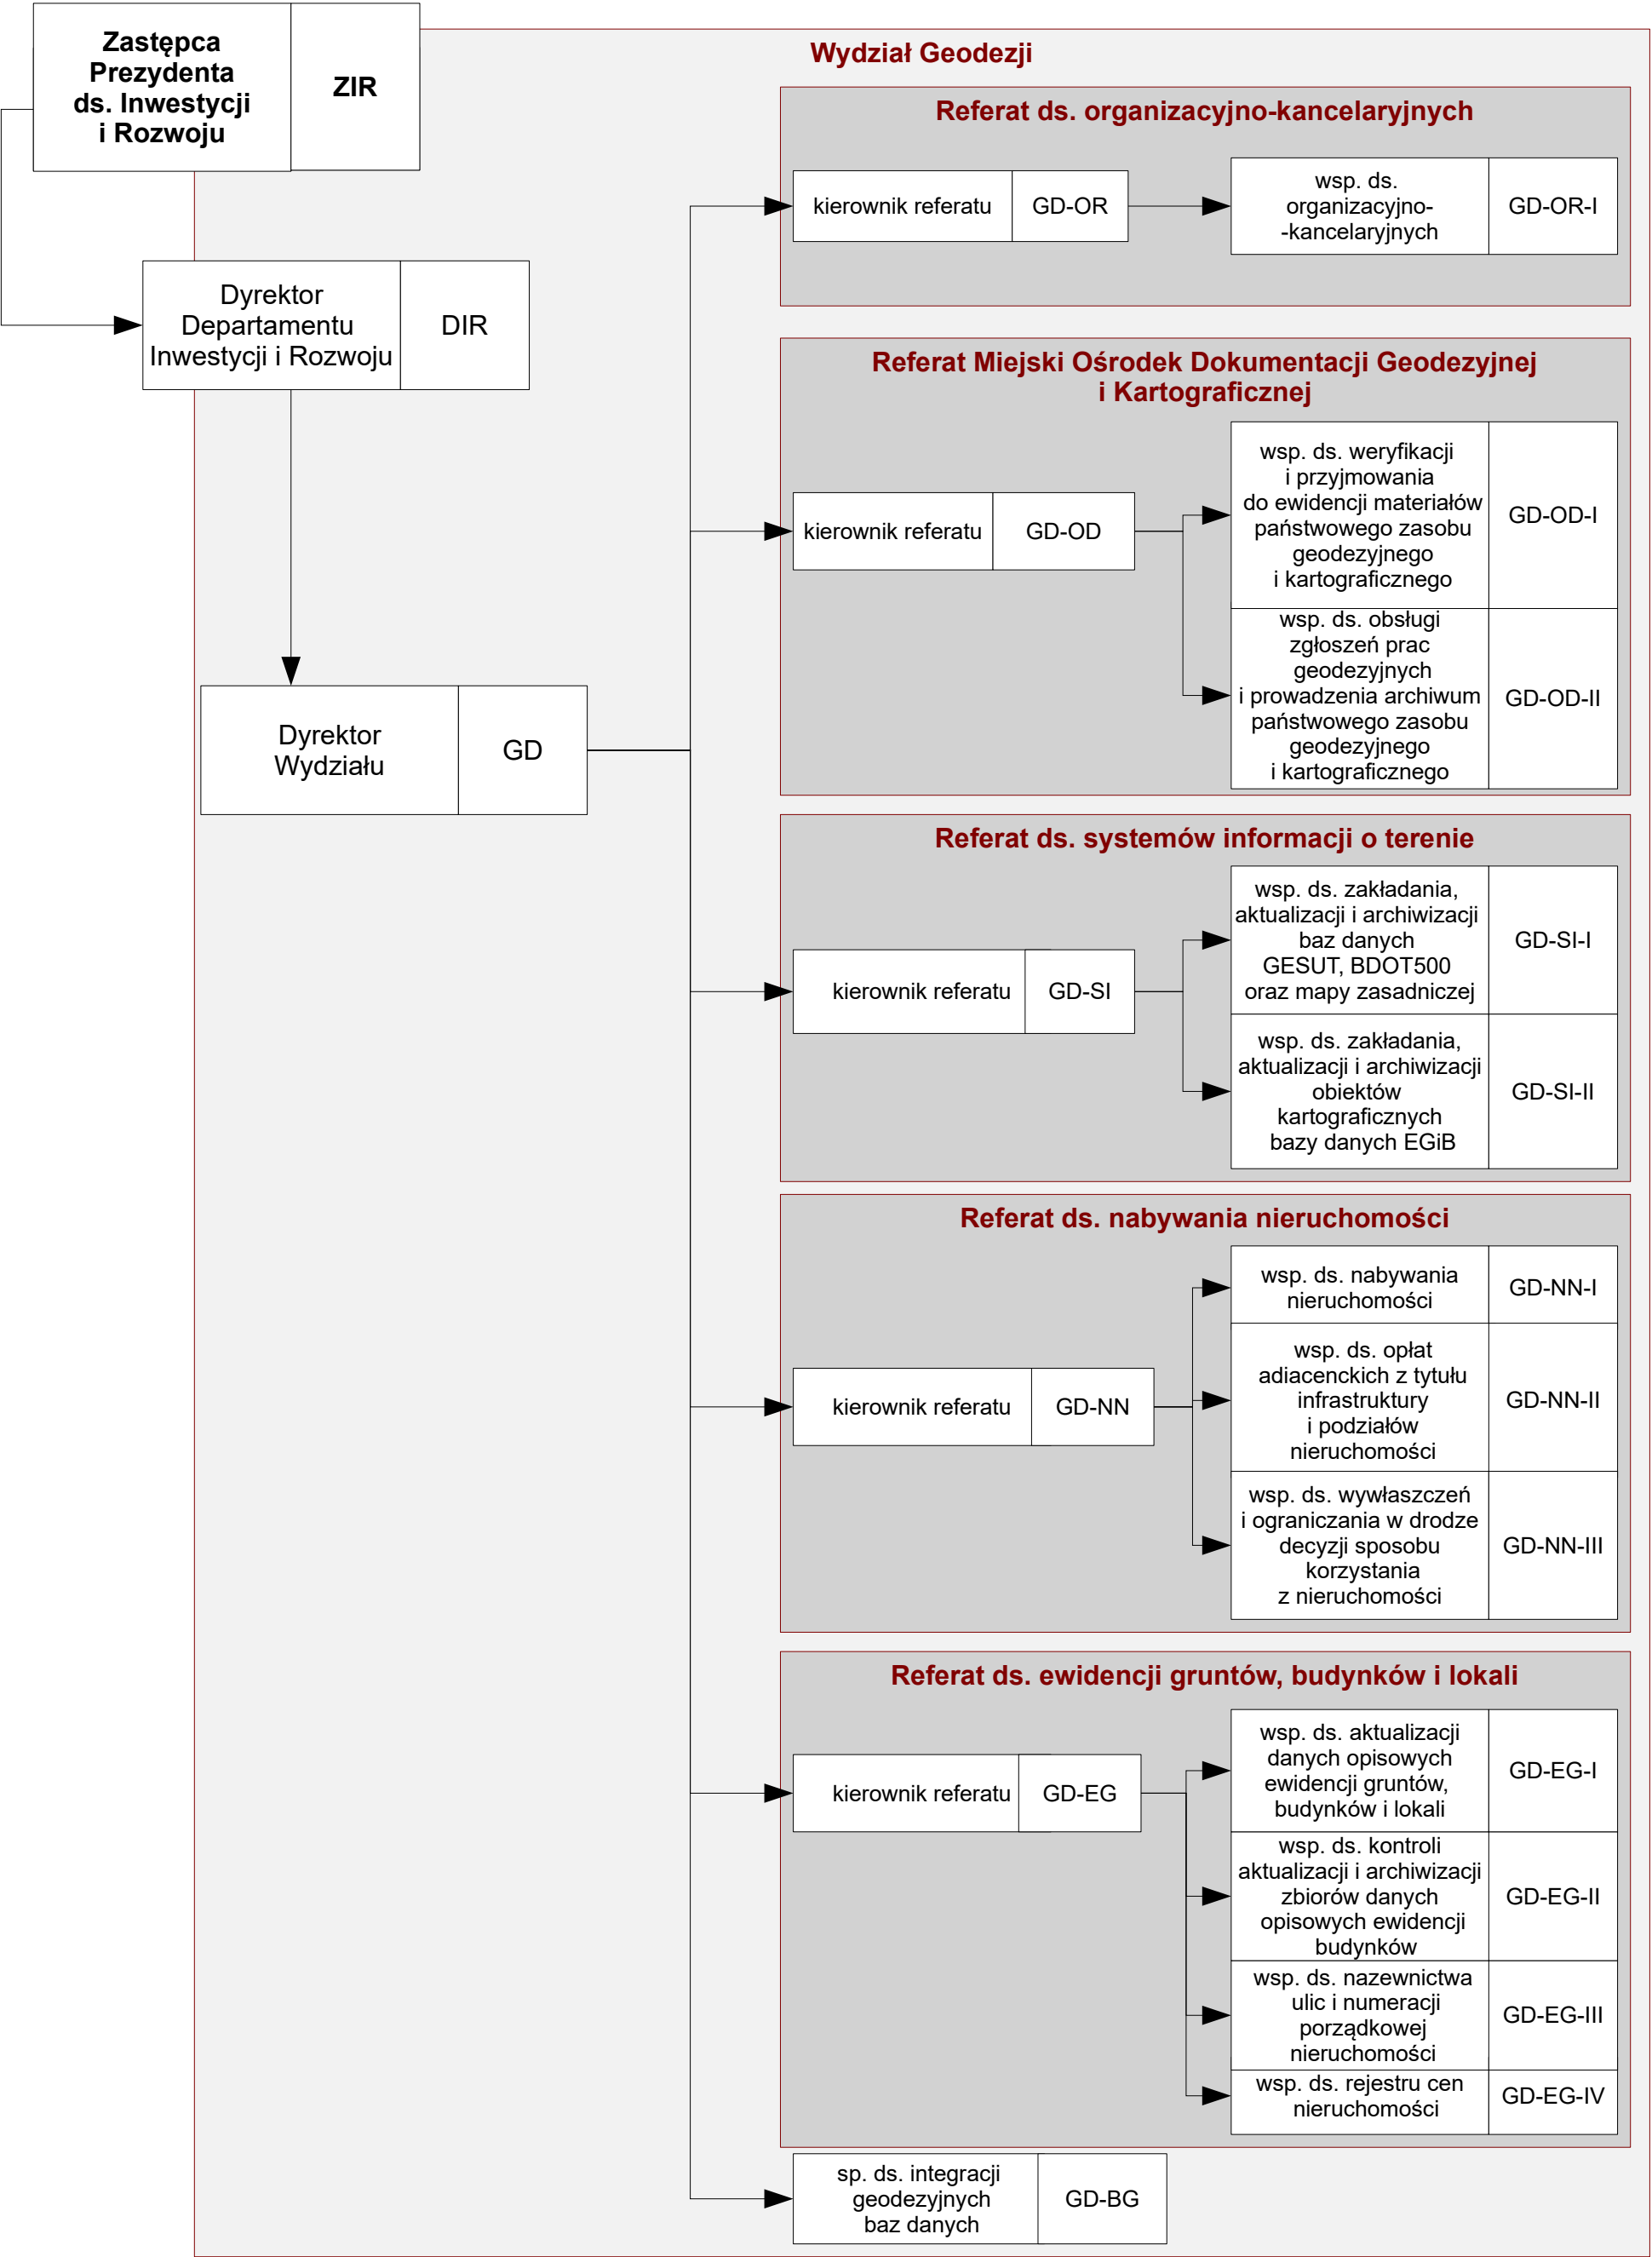 Zastępca
Prezydenta
ds. Inwestycji
i Rozwoju
ZIR
Wydział Geodezji
Referat ds. organizacyjno-kancelaryjnych
kierownik referatu
GD-OR
wsp. ds.
organizacyjno-
-kancelaryjnych
GD-OR-I
Dyrektor
Departamentu
Inwestycji i Rozwoju
DIR
Referat Miejski Ośrodek Dokumentacji Geodezyjnej
i Kartograficznej
kierownik referatu
GD-OD
wsp. ds. weryfikacji
i przyjmowania
do ewidencji materiałów
państwowego zasobu
geodezyjnego
i kartograficznego
GD-OD-I
wsp. ds. obsługi
zgłoszeń prac
geodezyjnych
i prowadzenia archiwum
państwowego zasobu
geodezyjnego
i kartograficznego
GD-OD-II
Dyrektor
Wydziału
GD
Referat ds. systemów informacji o terenie
kierownik referatu
GD-SI
wsp. ds. zakładania,
aktualizacji i archiwizacji
baz danych
GESUT, BDOT500
oraz mapy zasadniczej
GD-SI-I
wsp. ds. zakładania,
aktualizacji i archiwizacji
obiektów
kartograficznych
bazy danych EGiB
GD-SI-II
Referat ds. nabywania nieruchomości
kierownik referatu
GD-NN
wsp. ds. nabywania
nieruchomości
GD-NN-I
wsp. ds. opłat
adiacenckich z tytułu
infrastruktury
i podziałów
nieruchomości
GD-NN-II
wsp. ds. wywłaszczeń
i ograniczania w drodze
decyzji sposobu
korzystania
z nieruchomości
GD-NN-III
Referat ds. ewidencji gruntów, budynków i lokali
kierownik referatu
GD-EG
wsp. ds. aktualizacji
danych opisowych
ewidencji gruntów,
budynków i lokali
GD-EG-I
wsp. ds. kontroli
aktualizacji i archiwizacji
zbiorów danych
opisowych ewidencji
budynków
GD-EG-II
wsp. ds. nazewnictwa
ulic i numeracji
porządkowej
nieruchomości
GD-EG-III
wsp. ds. rejestru cen
nieruchomości
GD-EG-IV
sp. ds. integracji
geodezyjnych
baz danych
GD-BG